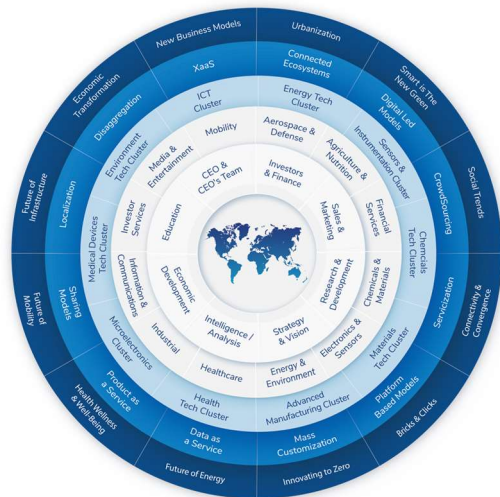 New Business Models
Urbanization
Smart is The
New Green
Social Trends
Connectivity &
Convergence
Bricks & Clicks
Innovating to Zero
Future of Energy
Health Wellness
& Well-Being
Future of
Mobility
Future of
Infrastructure
Economic
Transformation
XaaS
Connected
Ecosystems
Digital Led
Models
CrowdSourcing
Servicization
Platform
Based Models
Mass
Customization
Data as
a Service
Product as
a Service
Sharing
Models
Localization
Disaggregation
ICT
Cluster
Energy Tech
Cluster
Sensors &
Instrumentation Cluster
Chemcials
Tech Cluster
Materials
Tech Cluster
Advanced
Manufacturing Cluster
Health
Tech Cluster
Microelectronics
Cluster
Medical Devices
Tech Cluster
Environment
Tech Cluster
Mobility
Aerospace &
Defense
Agriculture &
Nutrition
Financial
Services
Chemicals &
Materials
Electronics &
Sensors
Energy &
Environment
Healthcare
Industrial
Information &
Communications
Investor
Services
Media &
Entertainment
CEO &
CEO's Team
Investors
& Finance
Sales &
Marketing
Research &
Development
Strategy
& Vision
Intelligence /
Analysis
Economic
Development
Education